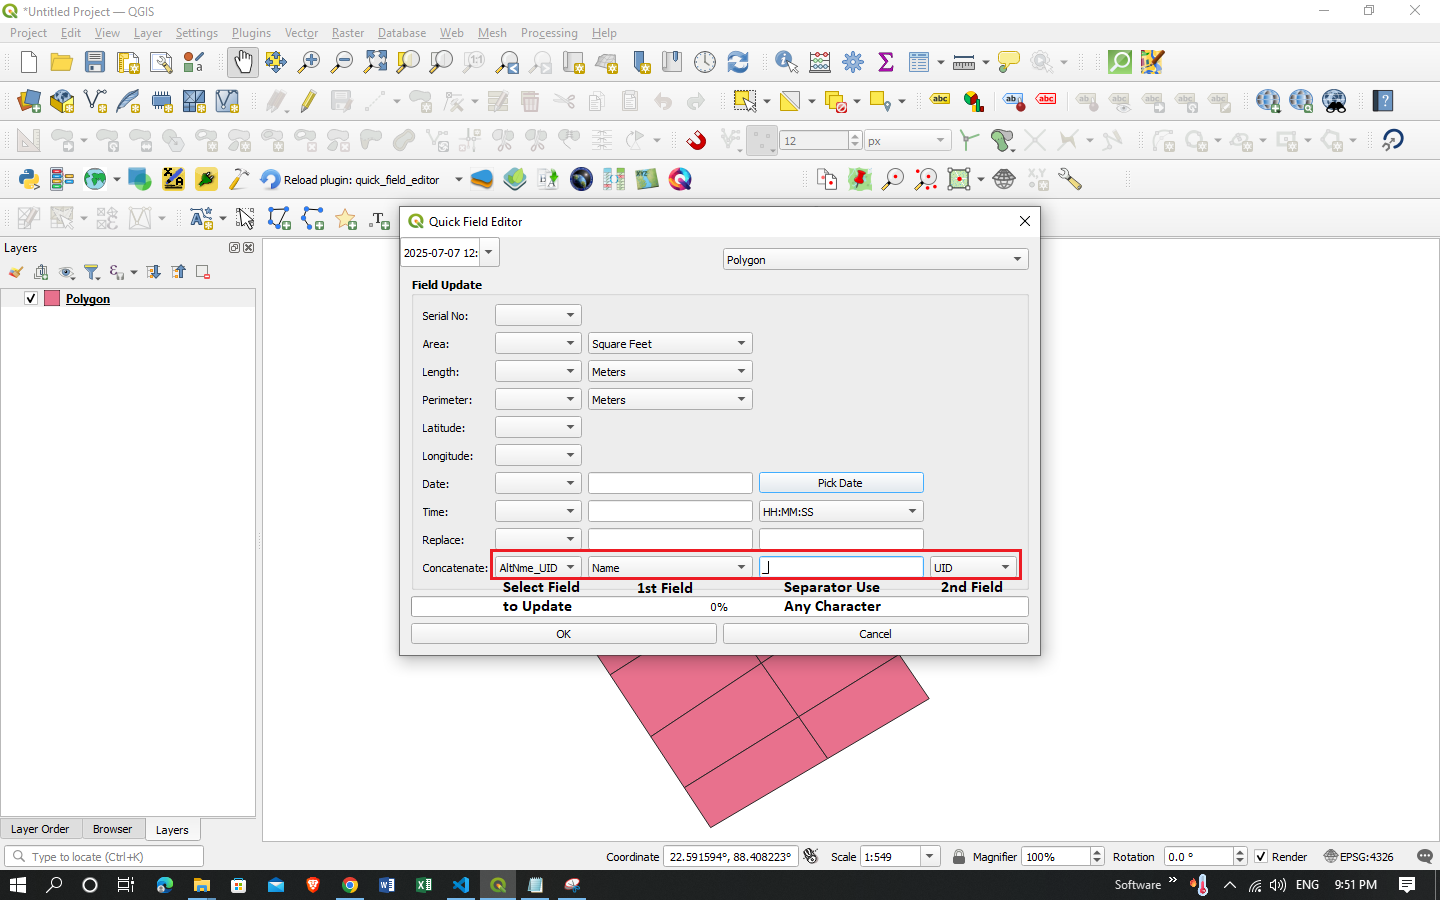 *Untitled Project — QGIS
Project Edit View Layer Settings Plugins Vector Raster Database Web Mesh Processing Help
12 px
Reload plugin: quick_field_editor
Layers
Polygon
Quick Field Editor
2025-07-07 12:
Polygon
Field Update
Serial No:
Area: Square Feet
Length: Meters
Perimeter: Meters
Latitude:
Longitude:
Date: Pick Date
Time: HH:MM:SS
Replace:
Concatenate: AltNme_UID Name _ UID
Select Field 1st Field Separator Use 2nd Field
to Update 0% Any Character
OK Cancel
Layer Order Browser Layers
Type to locate (Ctrl+K) Coordinate 22.591594°, 88.408223° Scale 1:549 Magnifier 100% Rotation 0.0 ° Render EPSG:4326
Software » ENG 9:51 PM